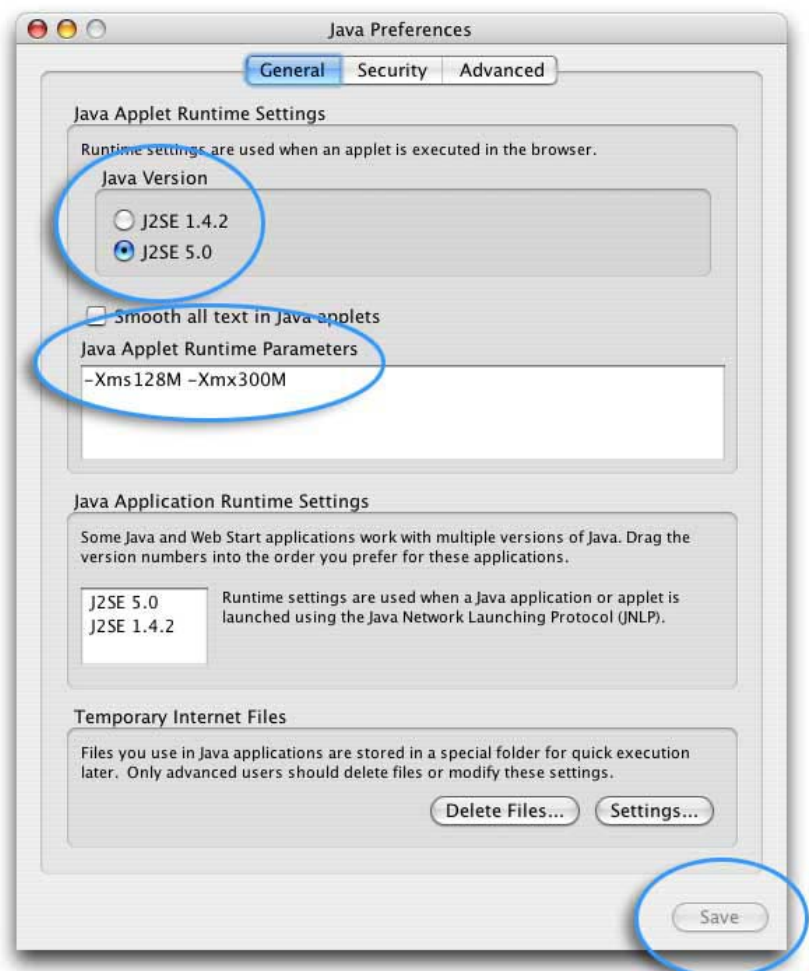 Java Preferences
General Security Advanced
Java Applet Runtime Settings
Runtime settings are used when an applet is executed in the browser.
Java Version
J2SE 1.4.2
J2SE 5.0
Smooth all text in Java applets
Java Applet Runtime Parameters
-Xms128M -Xmx300M
Java Application Runtime Settings
Some Java and Web Start applications work with multiple versions of Java. Drag the
version numbers into the order you prefer for these applications.
J2SE 5.0
J2SE 1.4.2
Runtime settings are used when a Java application or applet is
launched using the Java Network Launching Protocol (JNLP).
Temporary Internet Files
Files you use in Java applications are stored in a special folder for quick execution
later. Only advanced users should delete files or modify these settings.
Delete Files... Settings...
Save